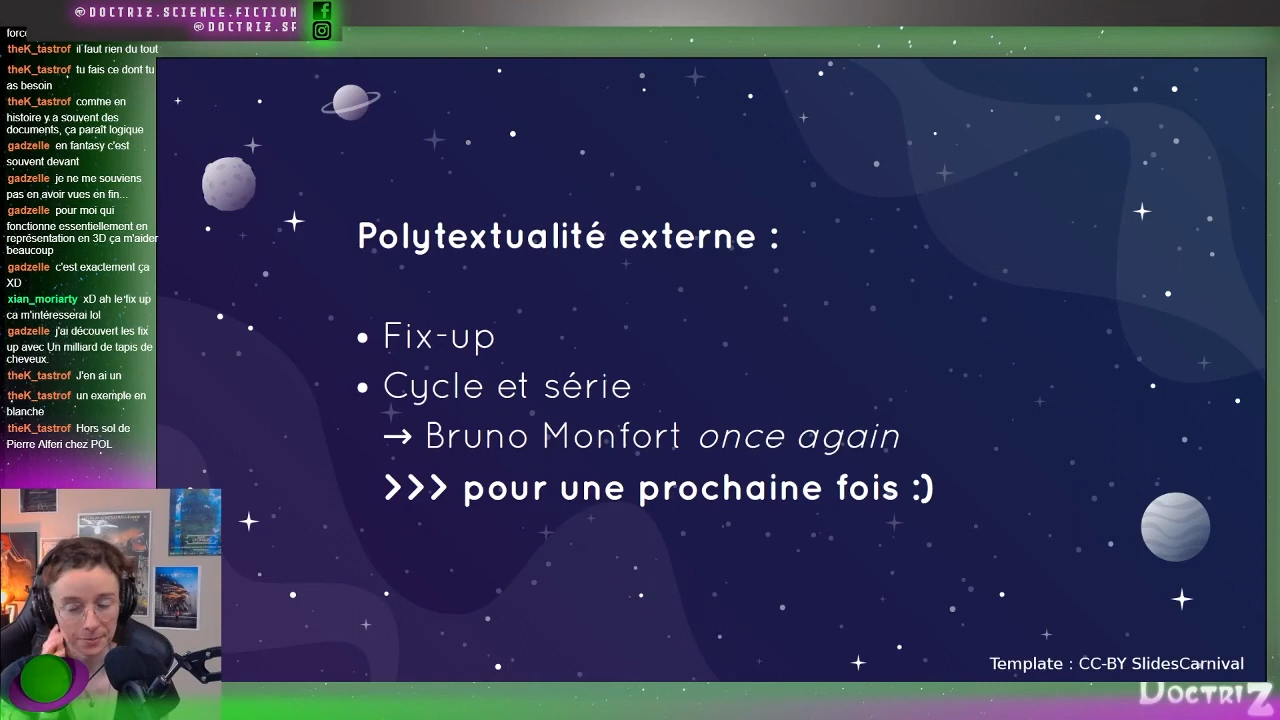 @DOCTRIZ.SCIENCE.FICTION
@DOCTRIZ.SF
theK_tastrof il faut rien du tout
theK_tastrof tu fais ce dont tu
as besoin
theK_tastrof comme en
histoire y a souvent des
documents, ça paraît logique
gadzelle en fantasy c'est
souvent devant
gadzelle je ne me souviens
pas en avoir vues en fin...
gadzelle pour moi qui
fonctionne essentiellement en
représentation en 3D ça m'aider
beaucoup
gadzelle c'est exactement ça
XD
xian_moriarty xD ah le fix up
ca m'intéresserai lol
gadzelle j'ai découvert les fix
up avec Un milliard de tapis de
cheveux.
theK_tastrof J'en ai un
theK_tastrof un exemple en
blanche
theK_tastrof Hors sol de
Pierre Alferi chez POL
Polytextualité externe :
• Fix-up
• Cycle et série
→ Bruno Monfort once again
>>> pour une prochaine fois :)
Template : CC-BY SlidesCarnival
DOCTRIZ